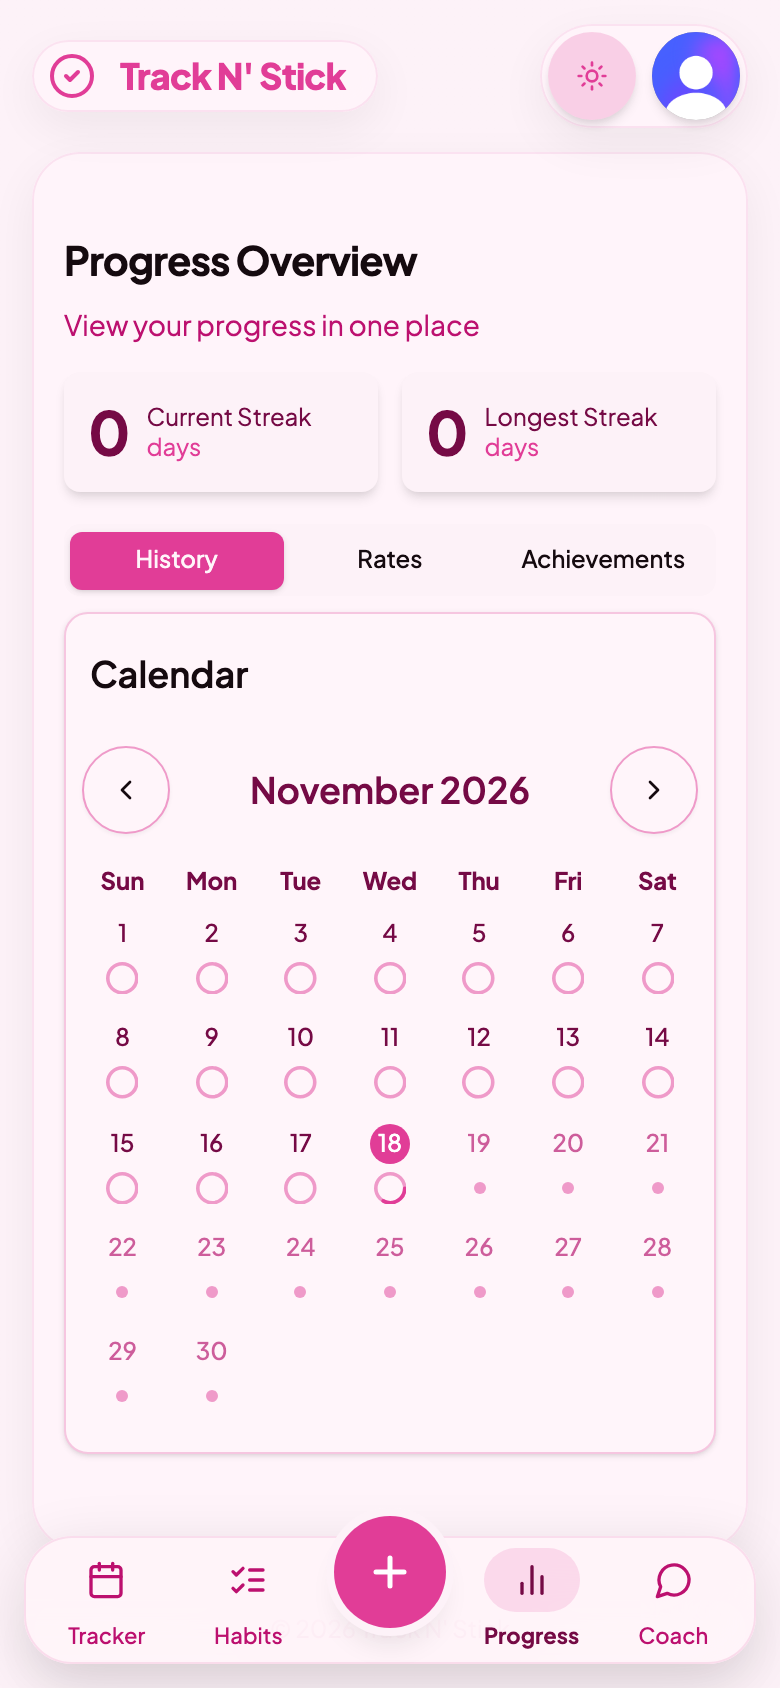 Track N' Stick
Progress Overview
View your progress in one place
0 Current Streak days
0 Longest Streak days
History Rates Achievements
Calendar
November 2026
Sun Mon Tue Wed Thu Fri Sat
1 2 3 4 5 6 7
8 9 10 11 12 13 14
15 16 17 18 19 20 21
22 23 24 25 26 27 28
29 30
Tracker Habits Progress Coach